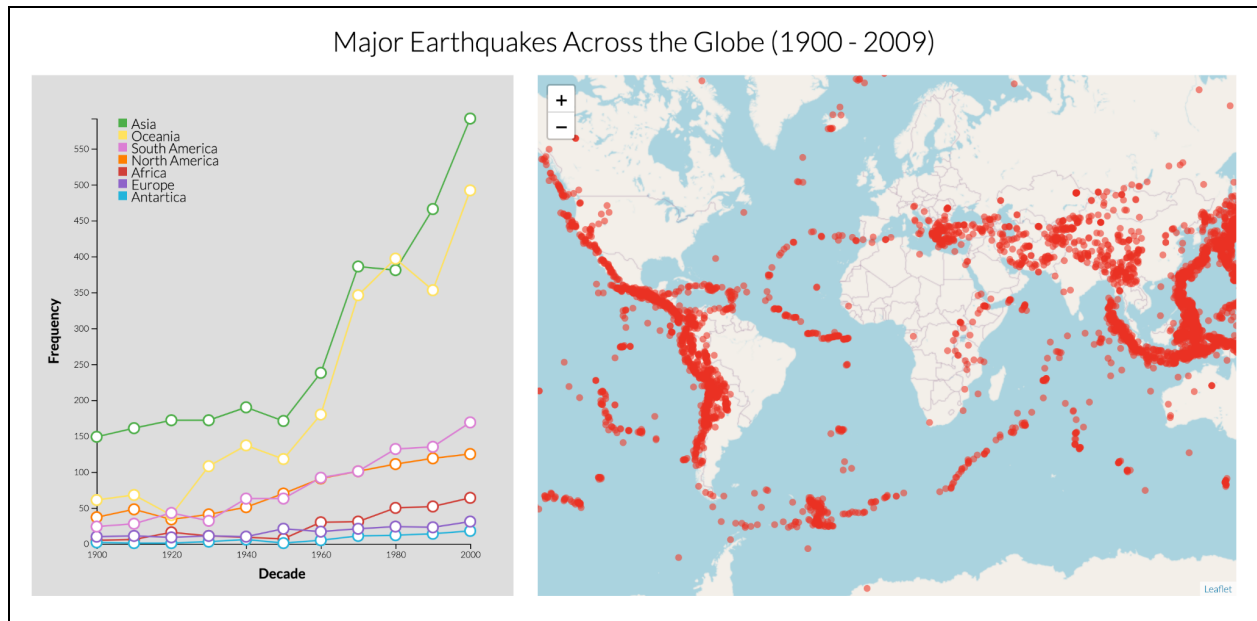 Major Earthquakes Across the Globe (1900 - 2009)
Asia
Oceania
South America
North America
Africa
Europe
Antartica
550
500
450
400
350
300
250
200
150
100
50
0
Frequency
1900
1920
1940
1960
1980
2000
Decade
+
−
Leaflet